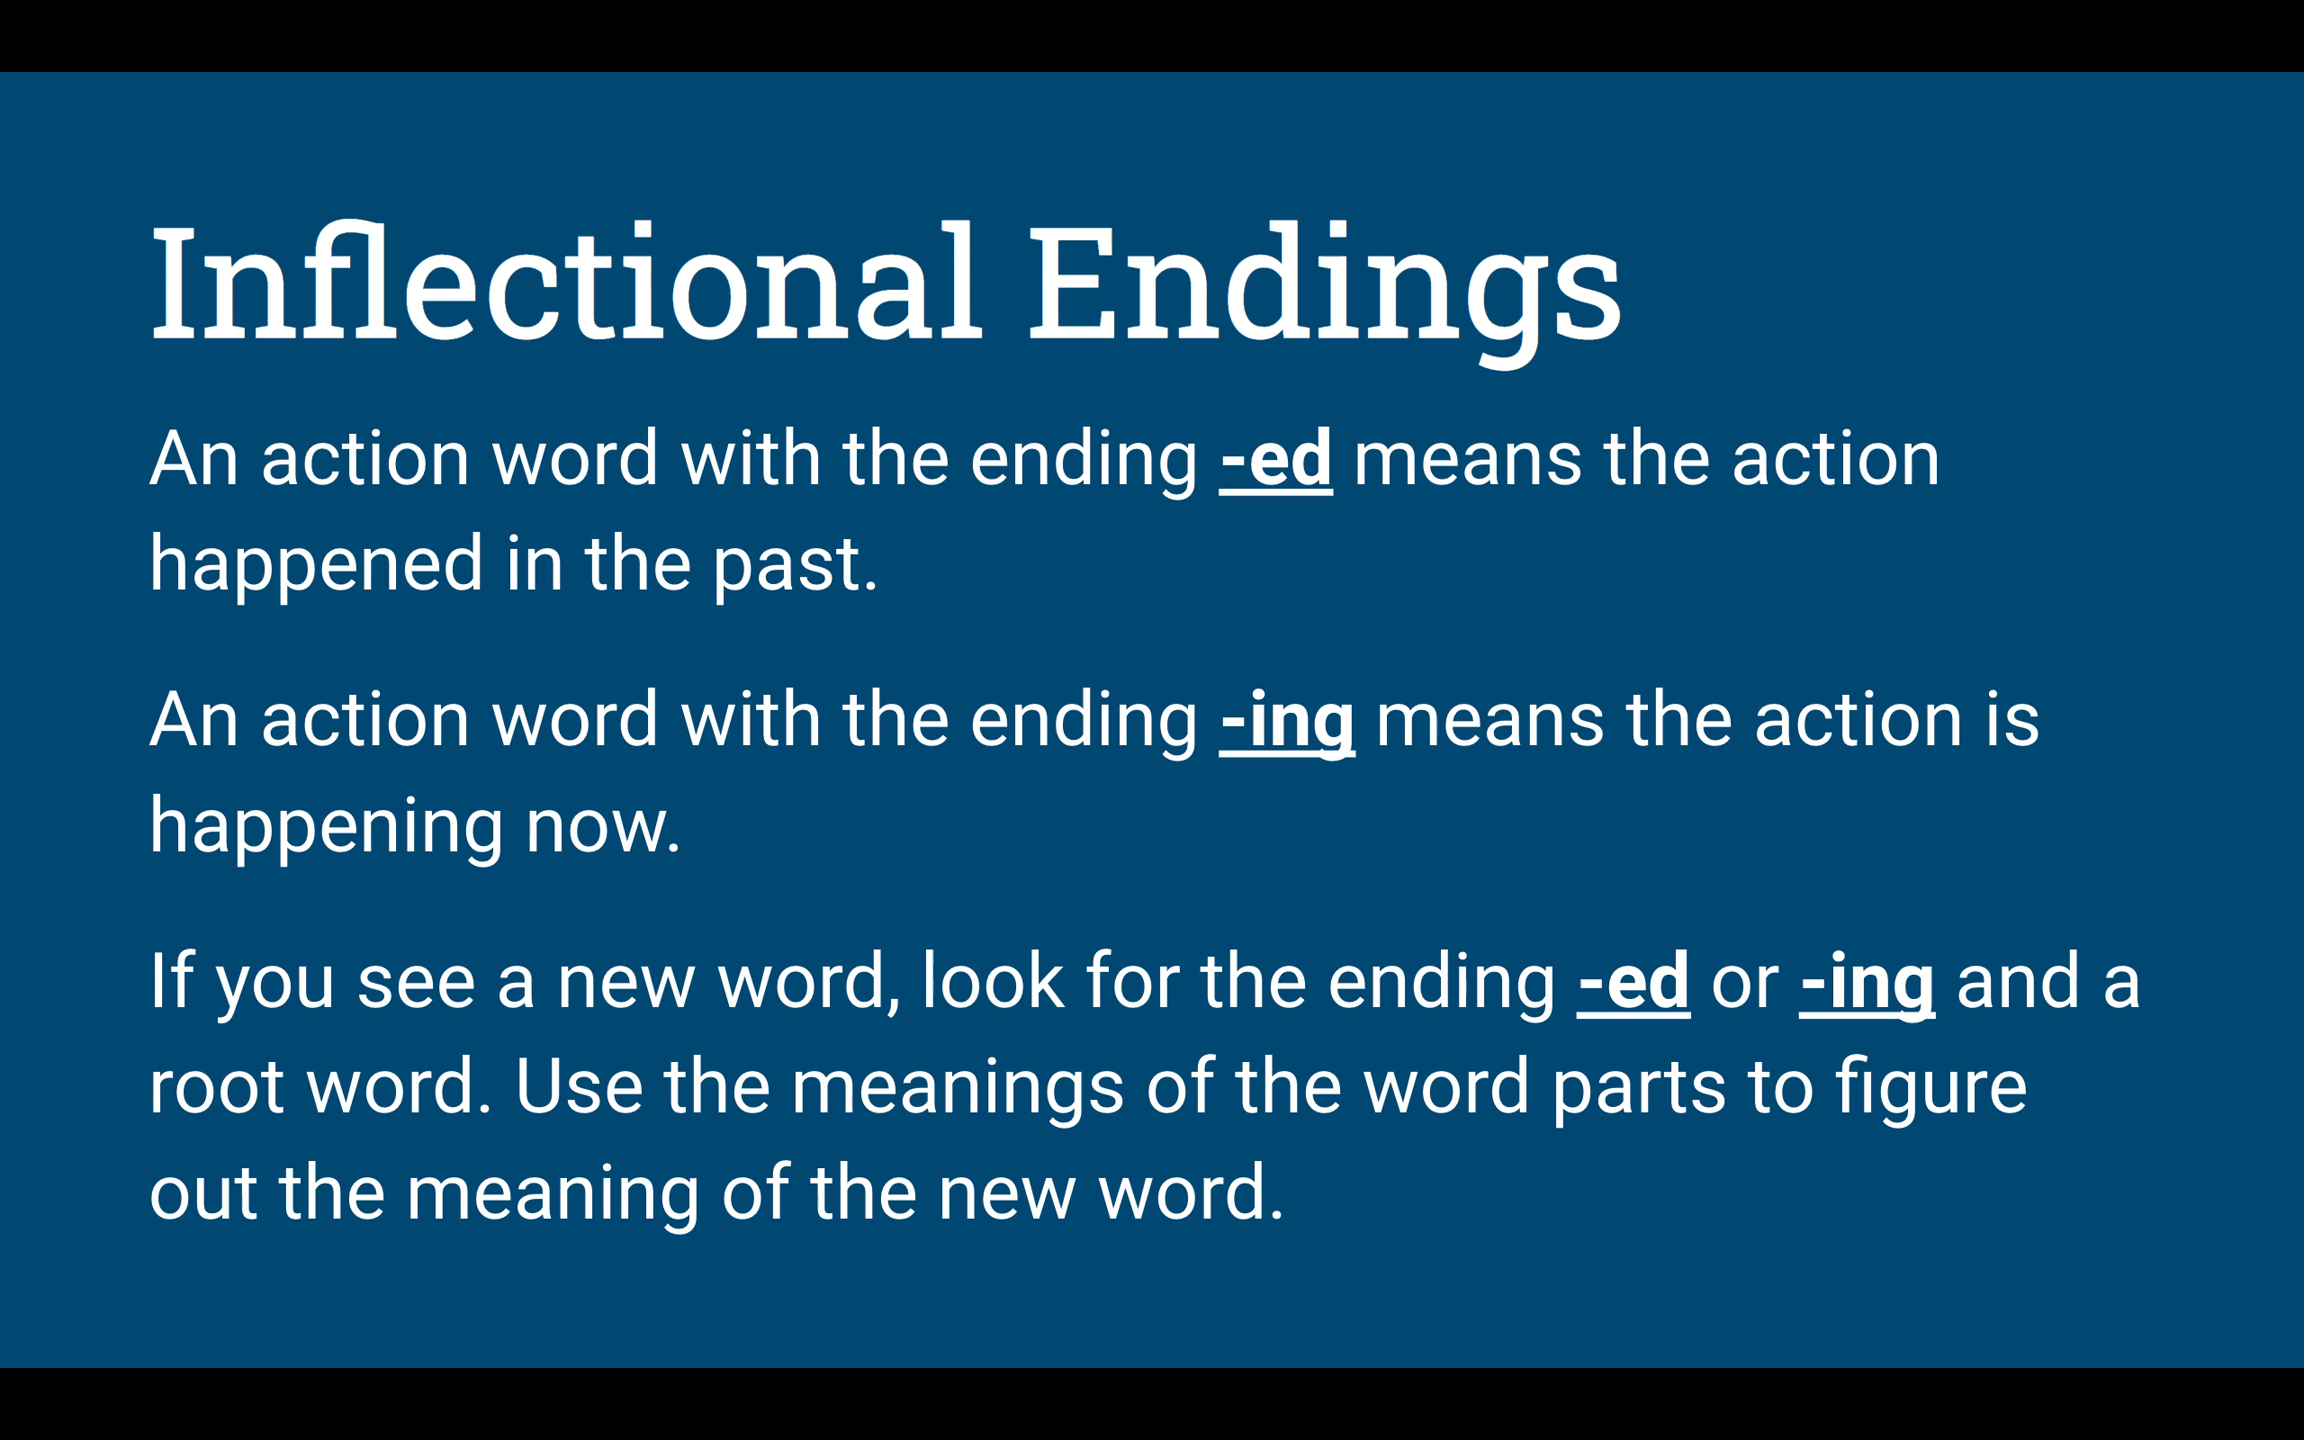 Inflectional Endings
An action word with the ending -ed means the action
happened in the past.
An action word with the ending -ing means the action is
happening now.
If you see a new word, look for the ending -ed or -ing and a
root word. Use the meanings of the word parts to figure
out the meaning of the new word.